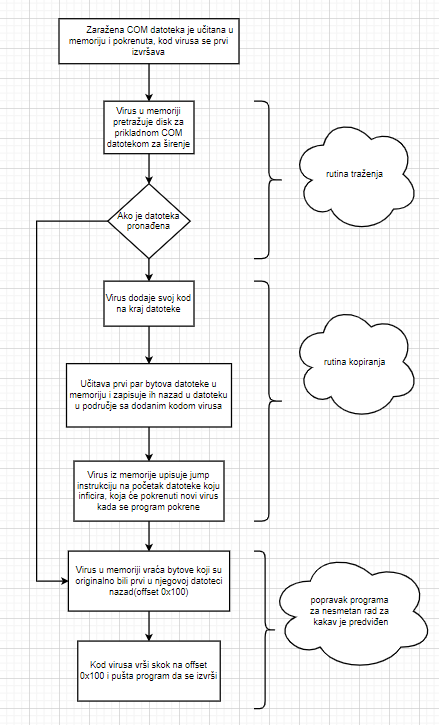 Zaražena COM datoteka je učitana u
memoriju i pokrenuta, kod virusa se prvi
izvršava
Virus u memoriji
pretražuje disk za
prikladnom COM
datotekom za širenje
rutina traženja
Ako je datoteka
pronađena
Virus dodaje svoj kod
na kraj datoteke
rutina kopiranja
Učitava prvi par bytova datoteke u
memoriju i zapisuje ih nazad u datoteku
u područje sa dodanim kodom virusa
Virus iz memorije upisuje jump
instrukciju na početak datoteke koju
inficira, koja će pokrenuti novi virus
kada se program pokrene
Virus u memoriji vraća bytove koji su
originalno bili prvi u njegovoj datoteci
nazad(offset 0x100)
popravak programa
za nesmetan rad za
kakav je predviđen
Kod virusa vrši skok na offset
0x100 i pušta program da se izvrši